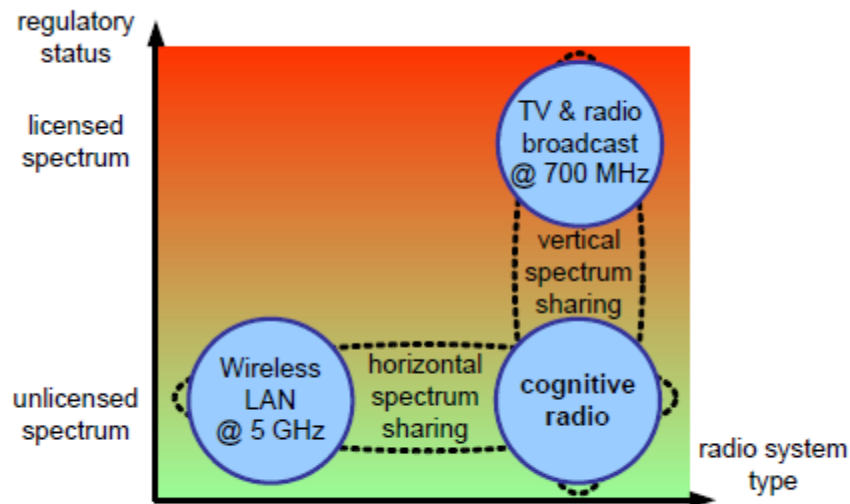 regulatory
status
licensed
spectrum
TV & radio
broadcast
@ 700 MHz
vertical
spectrum
sharing
Wireless
LAN
@ 5 GHz
horizontal
spectrum
sharing
cognitive
radio
unlicensed
spectrum
radio system
type